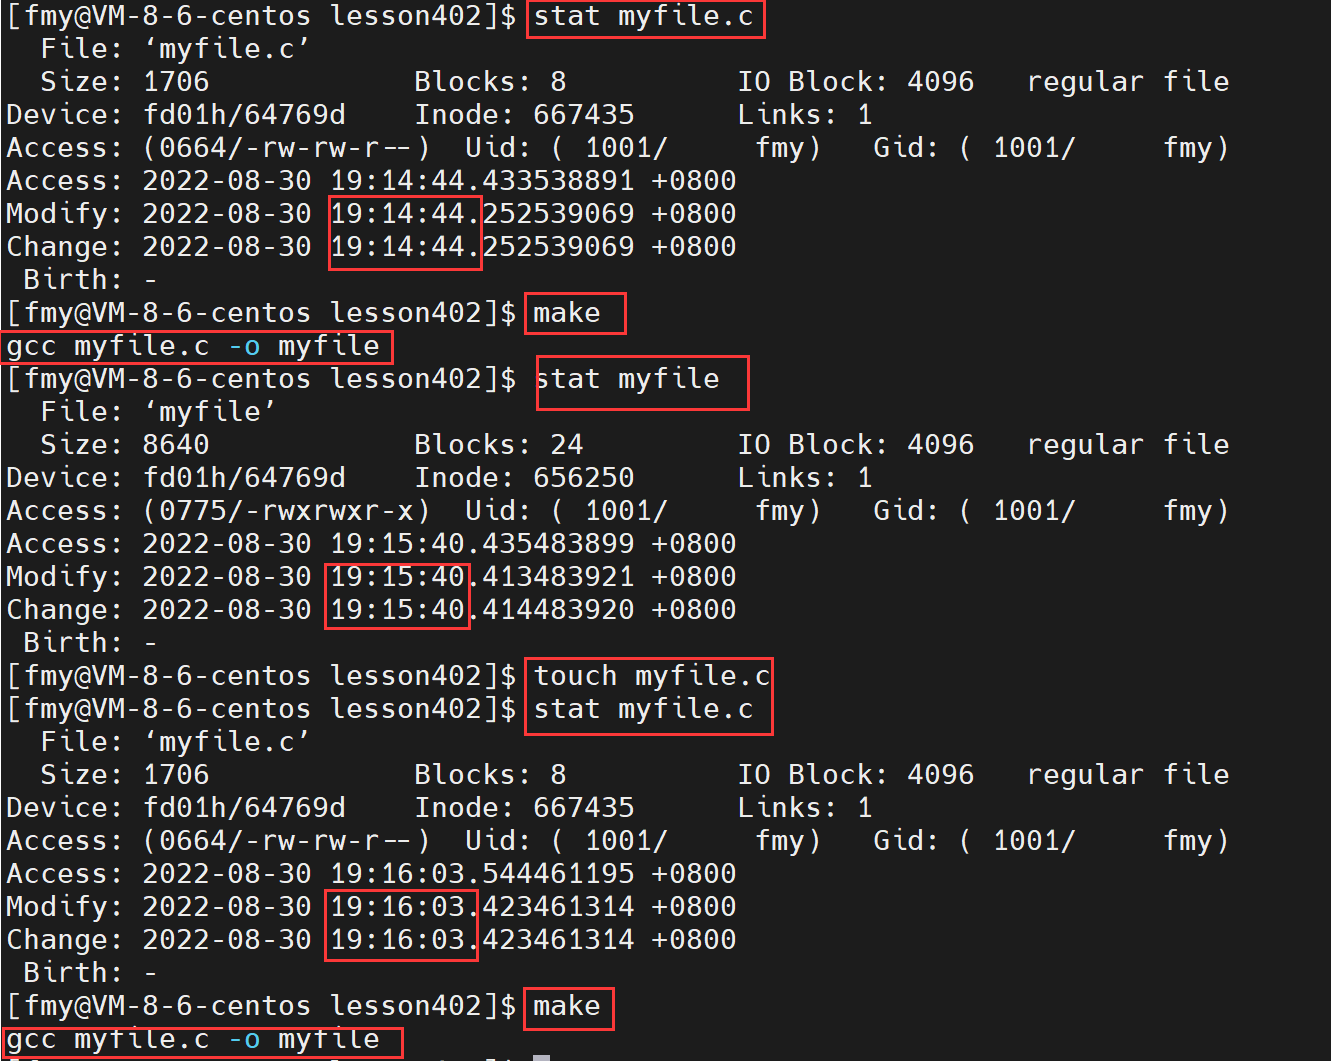 [fmy@VM-8-6-centos lesson402]$ stat myfile.c
  File: ‘myfile.c’
  Size: 1706            Blocks: 8          IO Block: 4096   regular file
Device: fd01h/64769d    Inode: 667435      Links: 1
Access: (0664/-rw-rw-r--)  Uid: ( 1001/     fmy)   Gid: ( 1001/     fmy)
Access: 2022-08-30 19:14:44.433538891 +0800
Modify: 2022-08-30 19:14:44.252539069 +0800
Change: 2022-08-30 19:14:44.252539069 +0800
 Birth: -
[fmy@VM-8-6-centos lesson402]$ make
gcc myfile.c -o myfile
[fmy@VM-8-6-centos lesson402]$ stat myfile
  File: ‘myfile’
  Size: 8640            Blocks: 24         IO Block: 4096   regular file
Device: fd01h/64769d    Inode: 656250      Links: 1
Access: (0775/-rwxrwxr-x)  Uid: ( 1001/     fmy)   Gid: ( 1001/     fmy)
Access: 2022-08-30 19:15:40.435483899 +0800
Modify: 2022-08-30 19:15:40.413483921 +0800
Change: 2022-08-30 19:15:40.414483920 +0800
 Birth: -
[fmy@VM-8-6-centos lesson402]$ touch myfile.c
[fmy@VM-8-6-centos lesson402]$ stat myfile.c
  File: ‘myfile.c’
  Size: 1706            Blocks: 8          IO Block: 4096   regular file
Device: fd01h/64769d    Inode: 667435      Links: 1
Access: (0664/-rw-rw-r--)  Uid: ( 1001/     fmy)   Gid: ( 1001/     fmy)
Access: 2022-08-30 19:16:03.544461195 +0800
Modify: 2022-08-30 19:16:03.423461314 +0800
Change: 2022-08-30 19:16:03.423461314 +0800
 Birth: -
[fmy@VM-8-6-centos lesson402]$ make
gcc myfile.c -o myfile